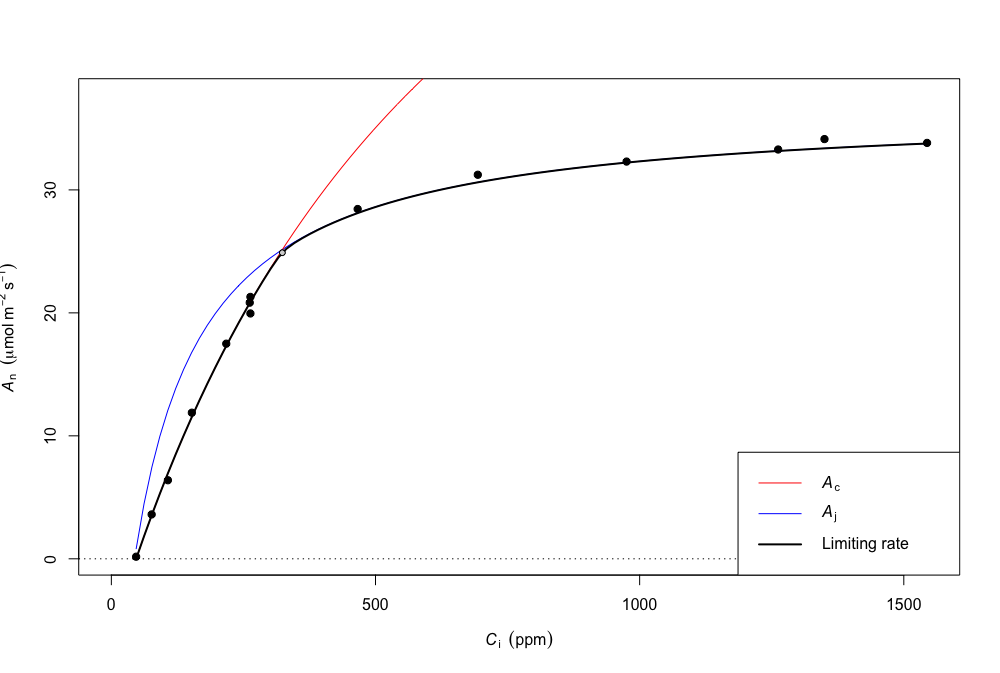 30
20
10
0
Aₙ (μmol m⁻² s⁻¹)
A꜀
Aⱼ
Limiting rate
0 500 1000 1500
Cᵢ (ppm)